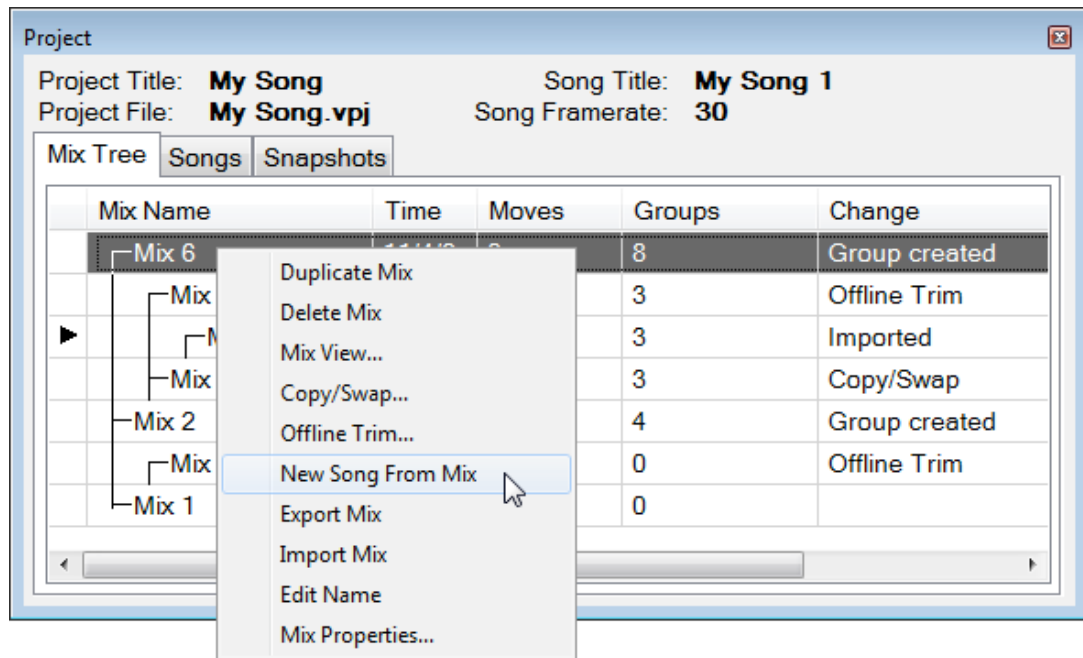 Project
Project Title: My Song Song Title: My Song 1
Project File: My Song.vpj Song Framerate: 30
Mix Tree Songs Snapshots
Mix Name Time Moves Groups Change
Mix 6 8 Group created
Mix 3 Offline Trim
3 Imported
Mix 3 Copy/Swap
Mix 2 4 Group created
Mix 0 Offline Trim
Mix 1 0
Duplicate Mix
Delete Mix
Mix View...
Copy/Swap...
Offline Trim...
New Song From Mix
Export Mix
Import Mix
Edit Name
Mix Properties...